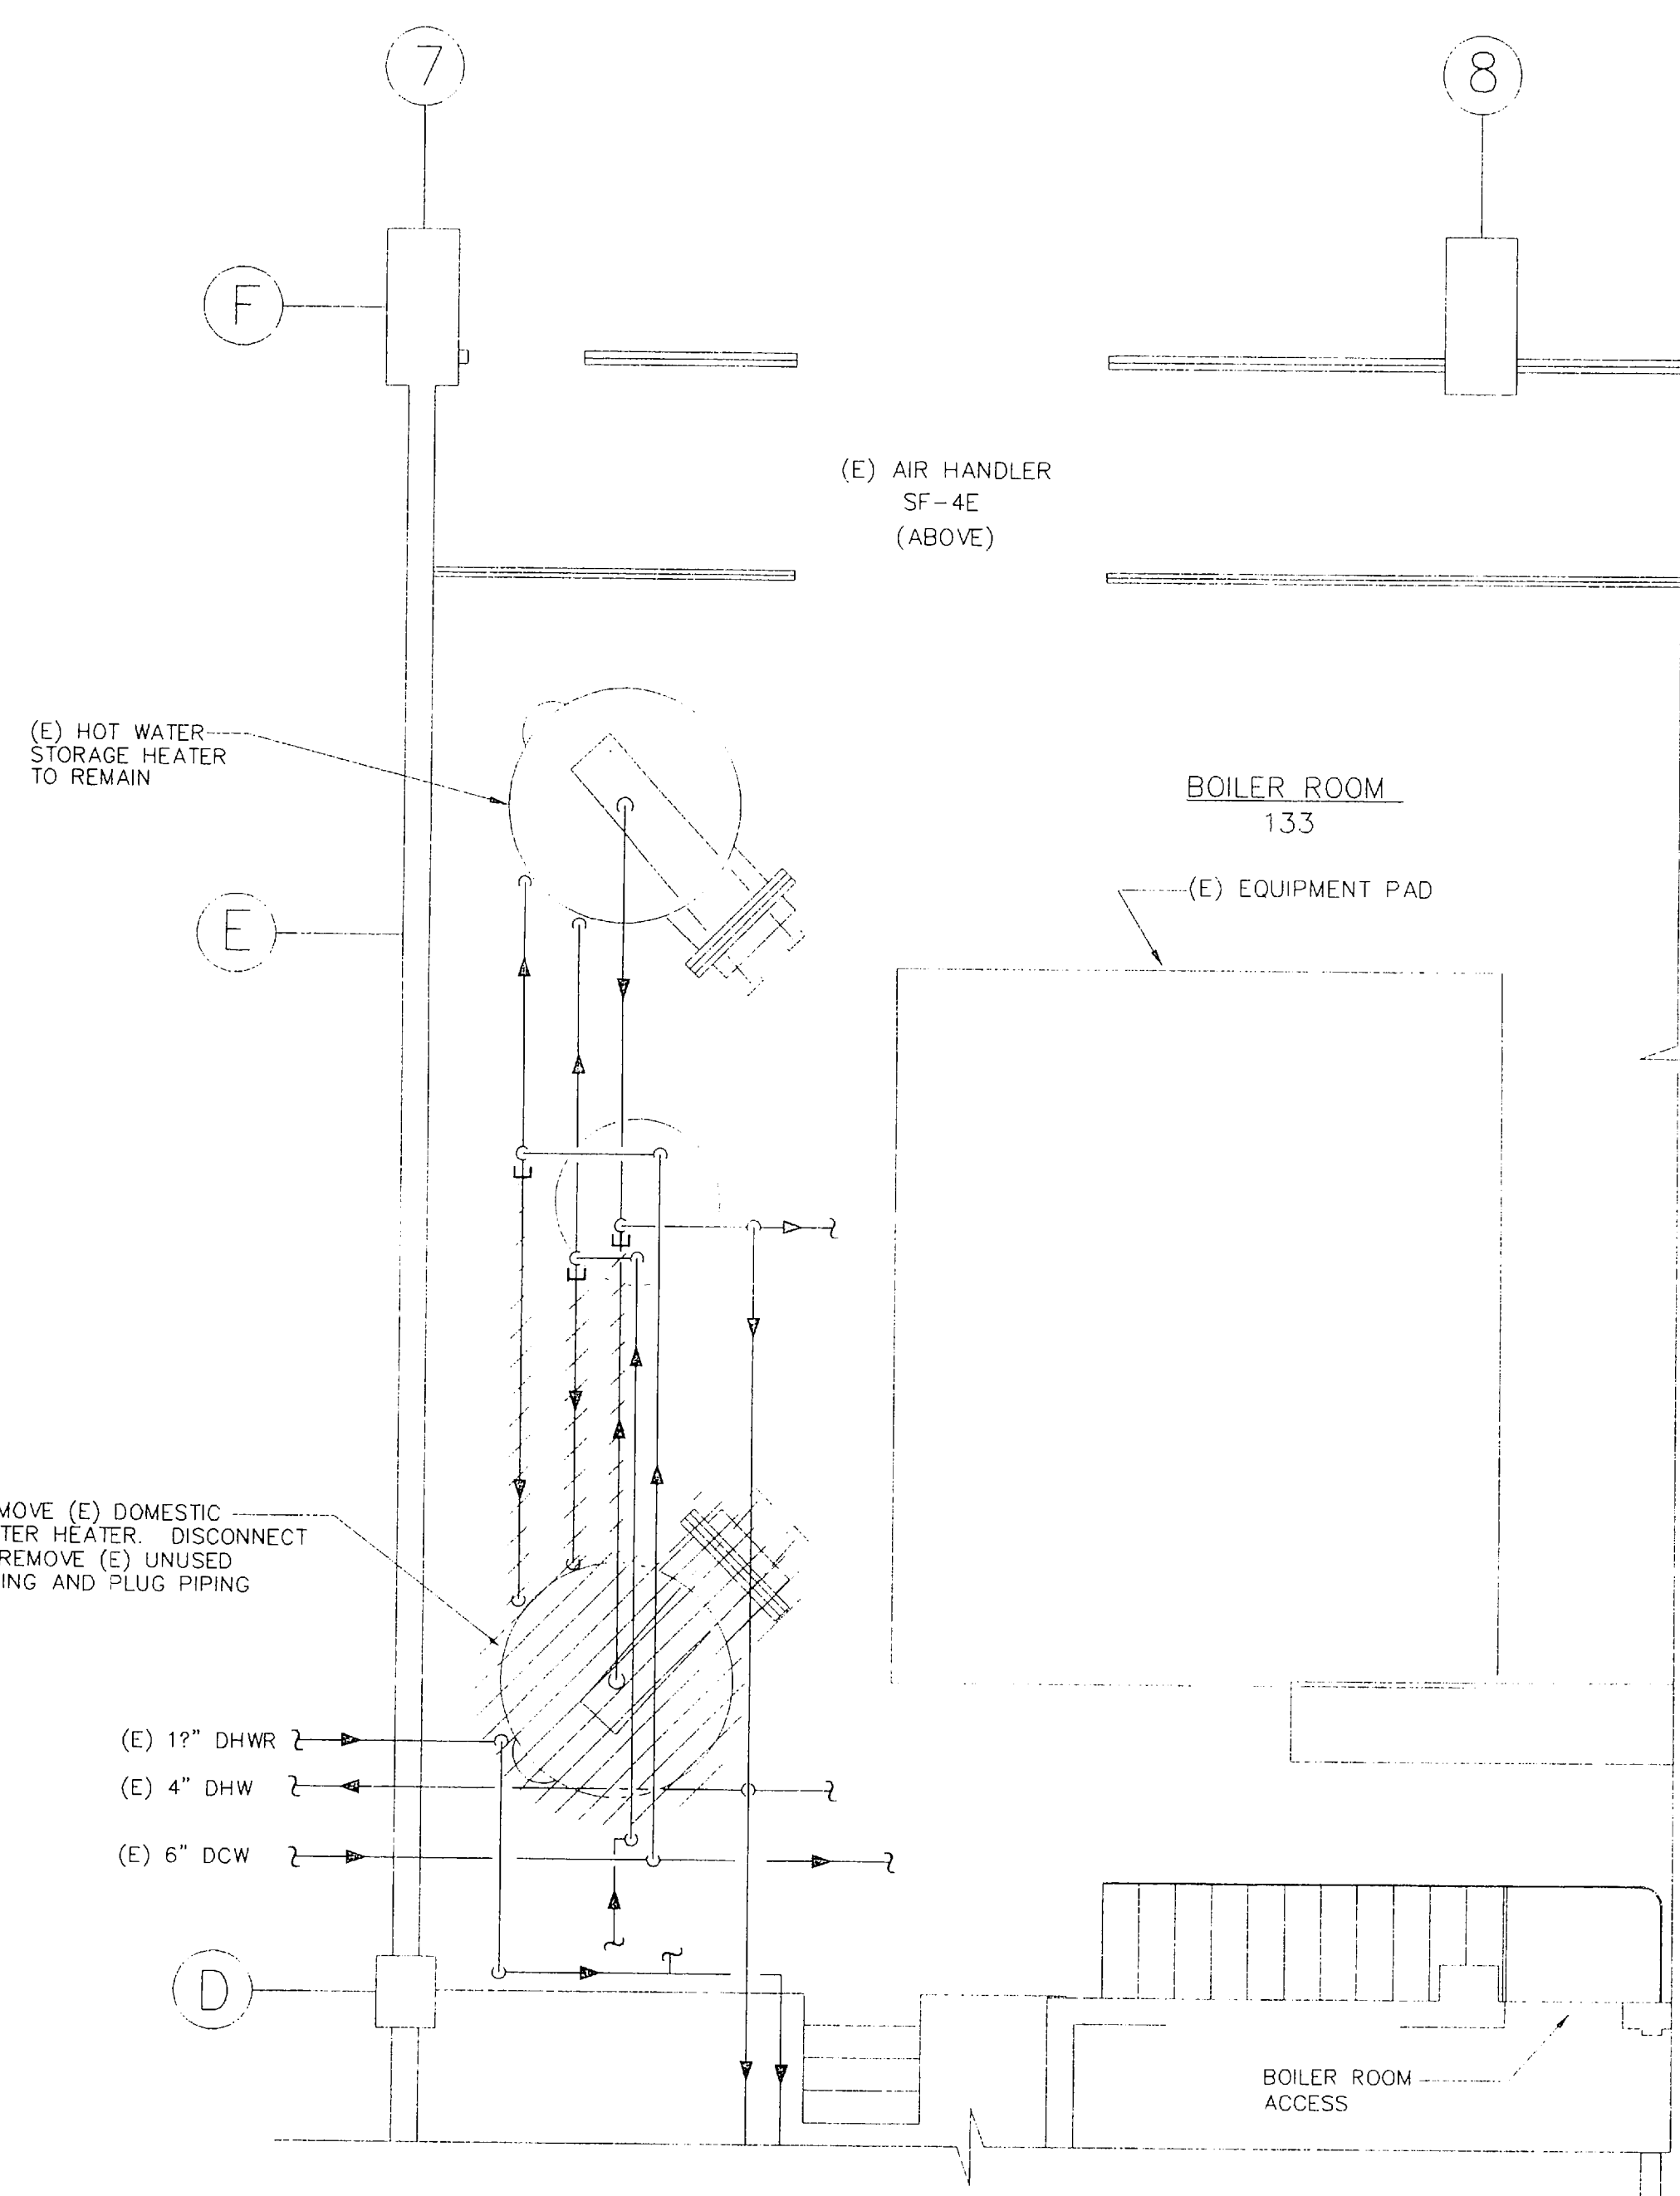 7
8
F
(E) AIR HANDLER
SF-4E
(ABOVE)
(E) HOT WATER
STORAGE HEATER
TO REMAIN
BOILER ROOM
133
(E) EQUIPMENT PAD
E
MOVE (E) DOMESTIC
TER HEATER. DISCONNECT
REMOVE (E) UNUSED
ING AND PLUG PIPING
(E) 1?" DHWR
(E) 4" DHW
(E) 6" DCW
D
BOILER ROOM
ACCESS